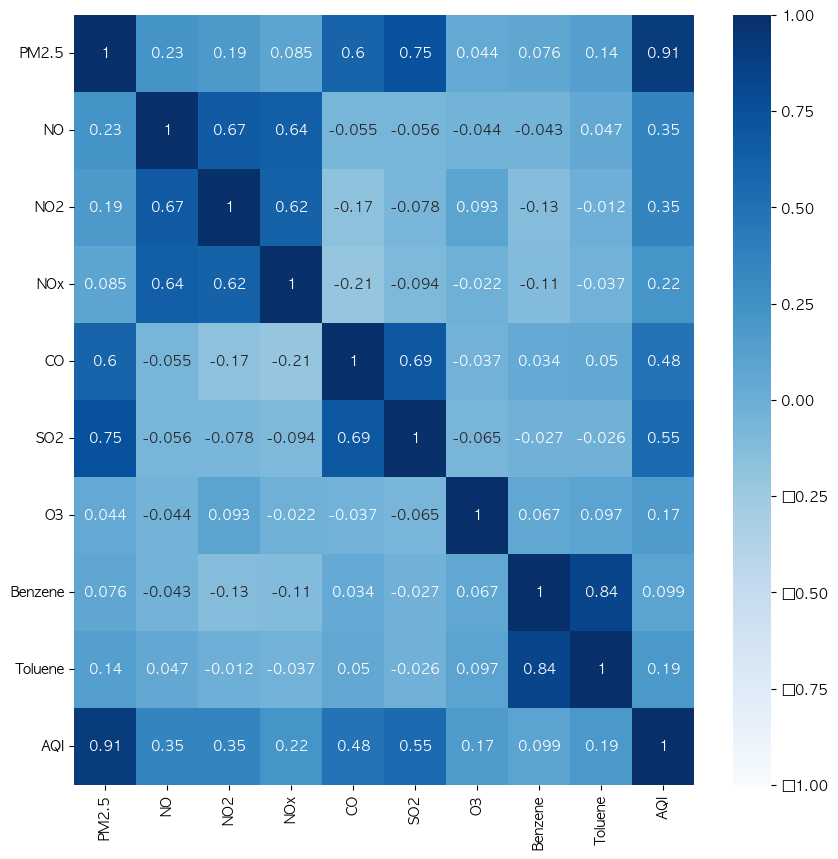 PM2.5 1 0.23 0.19 0.085 0.6 0.75 0.044 0.076 0.14 0.91
NO 0.23 1 0.67 0.64 -0.055 -0.056 -0.044 -0.043 0.047 0.35
NO2 0.19 0.67 1 0.62 -0.17 -0.078 0.093 -0.13 -0.012 0.35
NOx 0.085 0.64 0.62 1 -0.21 -0.094 -0.022 -0.11 -0.037 0.22
CO 0.6 -0.055 -0.17 -0.21 1 0.69 -0.037 0.034 0.05 0.48
SO2 0.75 -0.056 -0.078 -0.094 0.69 1 -0.065 -0.027 -0.026 0.55
O3 0.044 -0.044 0.093 -0.022 -0.037 -0.065 1 0.067 0.097 0.17
Benzene 0.076 -0.043 -0.13 -0.11 0.034 -0.027 0.067 1 0.84 0.099
Toluene 0.14 0.047 -0.012 -0.037 0.05 -0.026 0.097 0.84 1 0.19
AQI 0.91 0.35 0.35 0.22 0.48 0.55 0.17 0.099 0.19 1
PM2.5 NO NO2 NOx CO SO2 O3 Benzene Toluene AQI
1.00
0.75
0.50
0.25
0.00
□0.25
□0.50
□0.75
□1.00